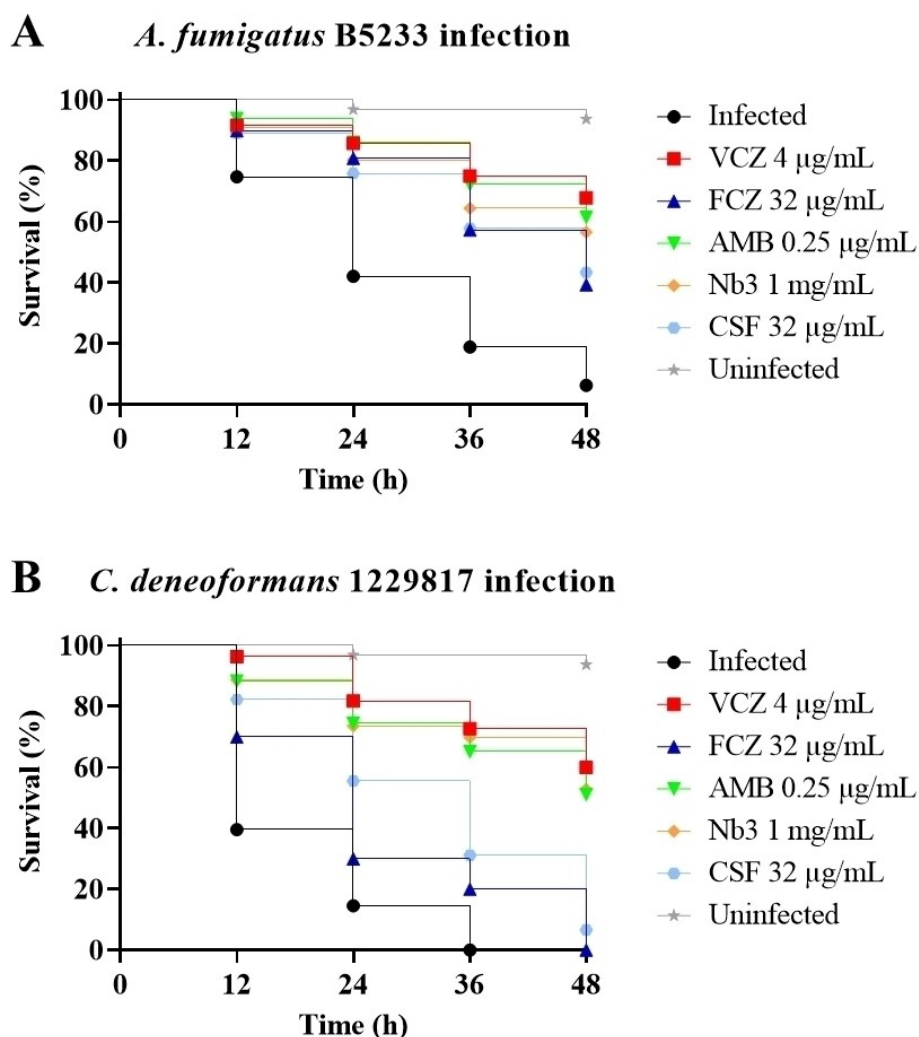 A A. fumigatus B5233 infection
100
80
60
40
20
0
Survival (%)
0 12 24 36 48
Time (h)
Infected
VCZ 4 µg/mL
FCZ 32 µg/mL
AMB 0.25 µg/mL
Nb3 1 mg/mL
CSF 32 µg/mL
Uninfected
B C. deneoformans 1229817 infection
100
80
60
40
20
0
Survival (%)
0 12 24 36 48
Time (h)
Infected
VCZ 4 µg/mL
FCZ 32 µg/mL
AMB 0.25 µg/mL
Nb3 1 mg/mL
CSF 32 µg/mL
Uninfected